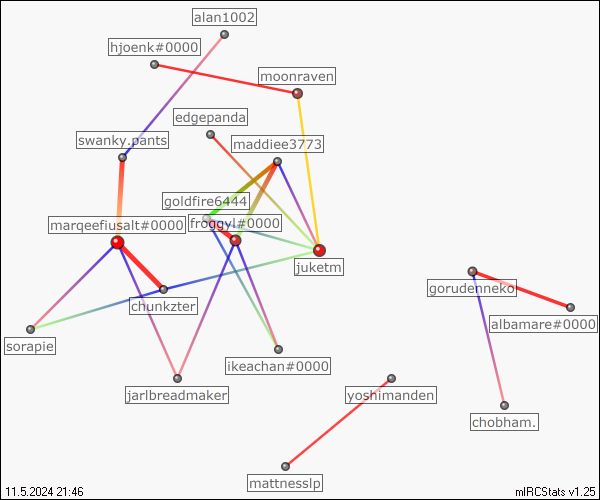 alan1002
hjoenk#0000
moonraven
edgepanda
swanky.pants
maddiee3773
goldfire6444
marqeefiusalt#0000
froggyl#0000
juketm
gorudenneko
chunkzter
albamare#0000
sorapie
ikeachan#0000
jarlbreadmaker
yoshimanden
chobham.
mattnesslp
11.5.2024 21:46
mIRCStats v1.25